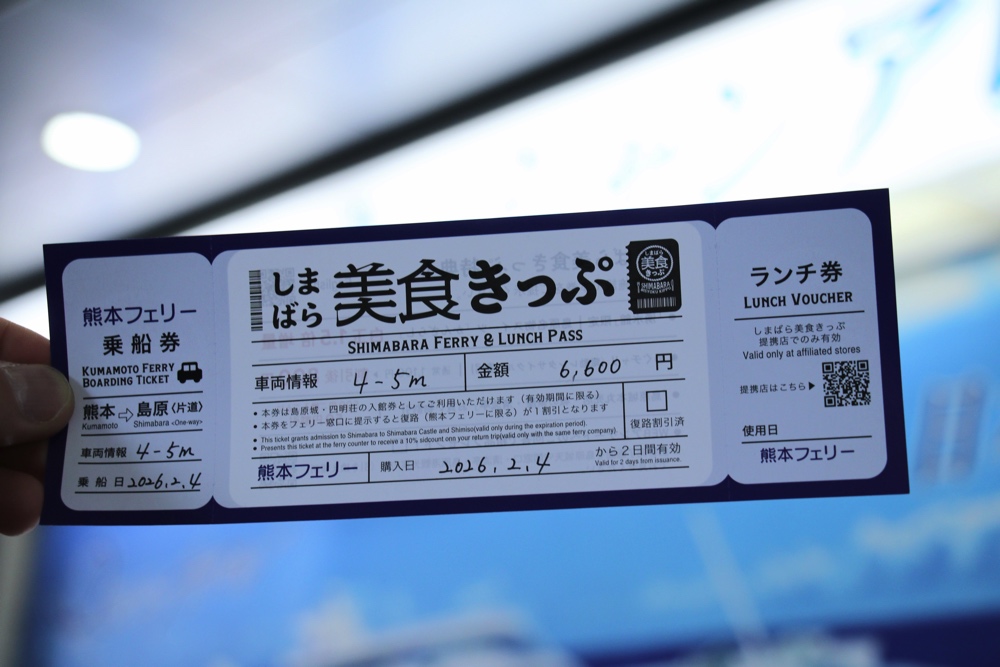 熊本フェリー
乗船券
KUMAMOTO FERRY
BOARDING TICKET
熊本 ⇨ 島原〈片道〉
Kumamoto Shimabara <One-way>
車両情報 4-5m
乗船日 2026.2.4
しま
ばら
美食きっぷ
しまばら
美食
きっぷ
SHIMABARA
SHIMABARA FERRY & LUNCH PASS
車両情報 4-5m 金額 6,600 円
・本券は島原城・四明荘の入館券としてご利用いただけます（有効期間に限る）
・本券をフェリー窓口に提示すると復路（熊本フェリーに限る）が1割引となります
• This ticket grants admission to Shimabara to Shimabara Castle and Shimiso(valid only during the expiration period).
• Presents this ticket at the ferry counter to receive a 10% sidcount on your return trip(valid only with the same ferry company).
復路割引済
熊本フェリー 購入日 2026.2.4 から2日間有効
Valid for 2 days from issuance.
ランチ券
LUNCH VOUCHER
しまばら美食きっぷ
提携店でのみ有効
Valid only at affiliated stores
提携店はこちら▶
使用日
熊本フェリー